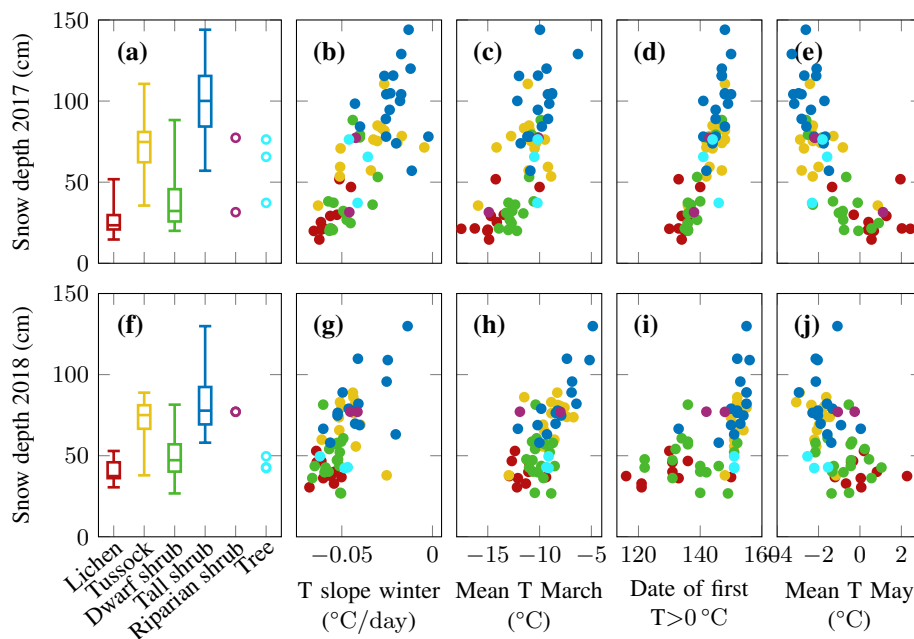 150
100
50
0
Snow depth 2017 (cm)
(a)
(b)
(c)
(d)
(e)
150
100
50
0
Snow depth 2018 (cm)
(f)
(g)
(h)
(i)
(j)
Lichen
Tussock
Dwarf shrub
Tall shrub
Riparian shrub
Tree
−0.05 0
−15 −10 −5
120 140 160
−4 −2 0 2
T slope winter
(°C/day)
Mean T March
(°C)
Date of first
T>0 °C
Mean T May
(°C)